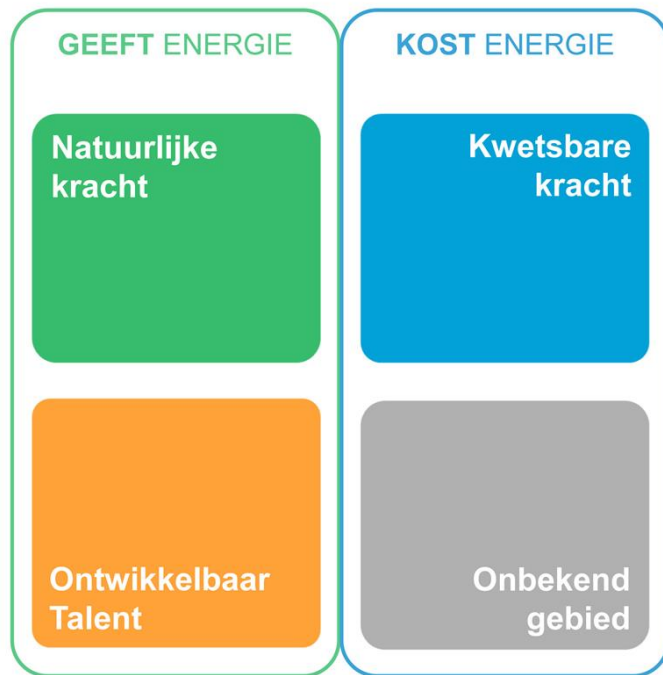 GEEFT ENERGIE
KOST ENERGIE
Natuurlijke
kracht
Kwetsbare
kracht
Ontwikkelbaar
Talent
Onbekend
gebied